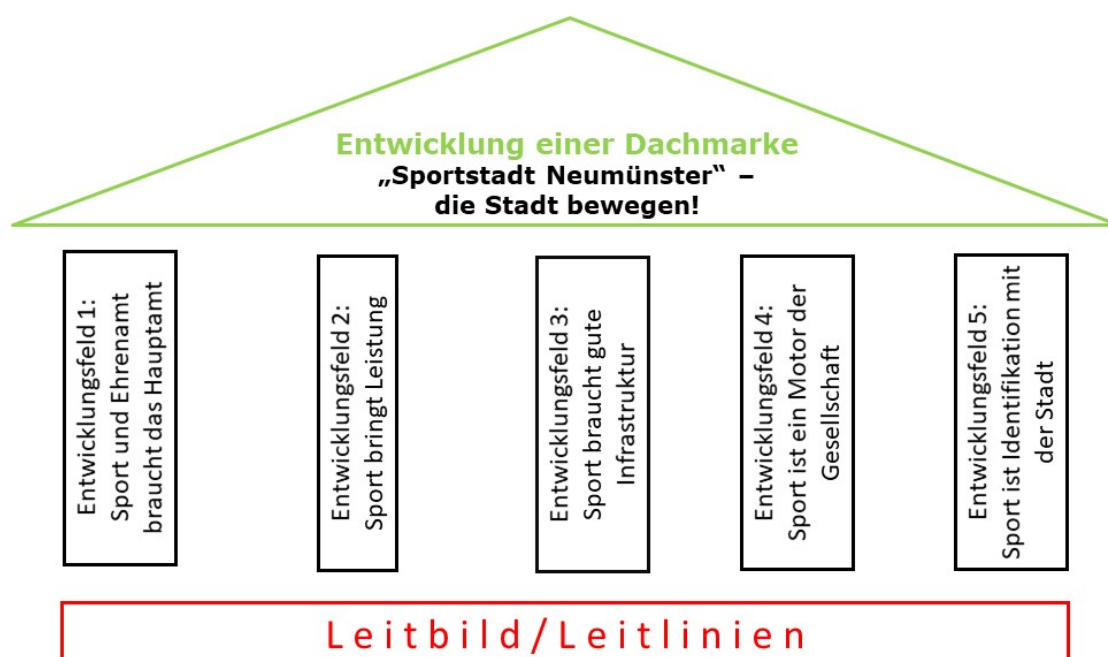 Entwicklung einer Dachmarke
„Sportstadt Neumünster“ –
die Stadt bewegen!
Entwicklungsfeld 1:
Sport und Ehrenamt
braucht das Hauptamt
Entwicklungsfeld 2:
Sport bringt Leistung
Entwicklungsfeld 3:
Sport braucht gute
Infrastruktur
Entwicklungsfeld 4:
Sport ist ein Motor der
Gesellschaft
Entwicklungsfeld 5:
Sport ist Identifikation mit
der Stadt
Leitbild/Leitlinien